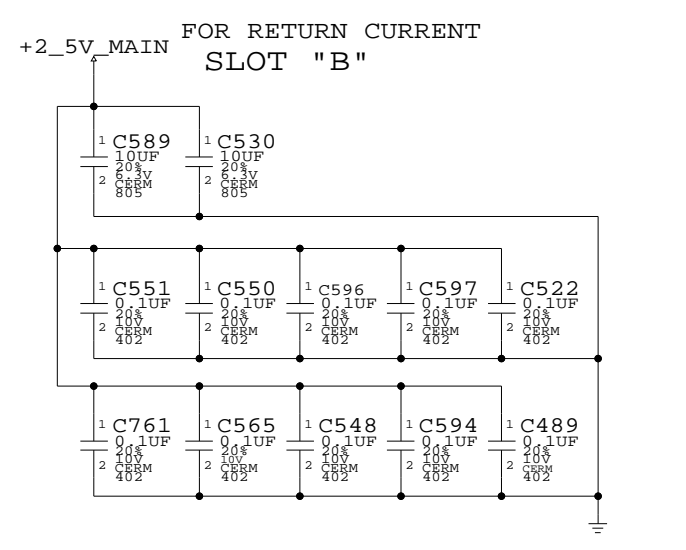 FOR RETURN CURRENT
+2_5V_MAIN
SLOT "B"
1 C589
10UF
20%
6.3V
2 CERM
805
1 C530
10UF
20%
6.3V
2 CERM
805
1 C551
0.1UF
20%
10V
2 CERM
402
1 C550
0.1UF
20%
10V
2 CERM
402
1 C596
0.1UF
20%
10V
2 CERM
402
1 C597
0.1UF
20%
10V
2 CERM
402
1 C522
0.1UF
20%
10V
2 CERM
402
1 C761
0.1UF
20%
10V
2 CERM
402
1 C565
0.1UF
20%
10V
2 CERM
402
1 C548
0.1UF
20%
10V
2 CERM
402
1 C594
0.1UF
20%
10V
2 CERM
402
1 C489
0.1UF
20%
10V
2 CERM
402